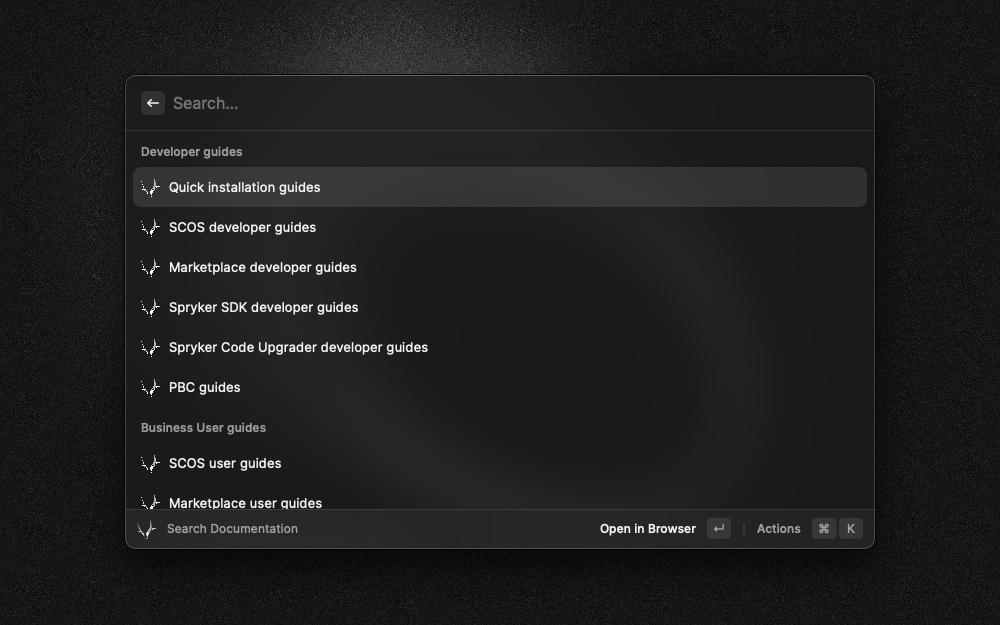 Search...
Developer guides
Quick installation guides
SCOS developer guides
Marketplace developer guides
Spryker SDK developer guides
Spryker Code Upgrader developer guides
PBC guides
Business User guides
SCOS user guides
Marketplace user guides
Search Documentation Open in Browser ↵ | Actions ⌘ K